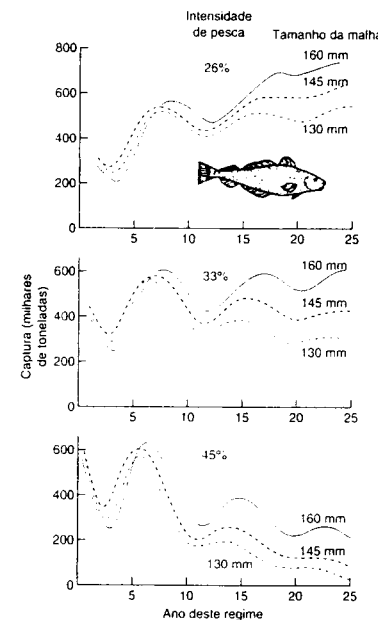 Intensidade
de pesca
Tamanho da malha
800
600
400
200
0
26%
160 mm
145 mm
130 mm
5
10
15
20
25
Captura (milhares
de toneladas)
600
400
200
0
33%
160 mm
145 mm
130 mm
5
10
15
20
25
600
400
200
0
45%
160 mm
145 mm
130 mm
5
10
15
20
25
Ano deste regime